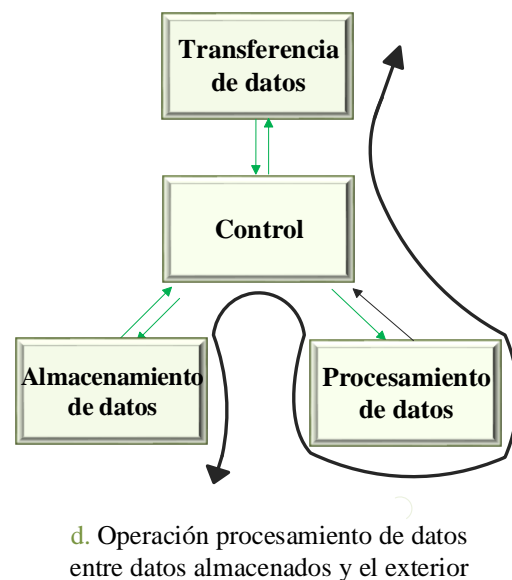 Transferencia
de datos
Control
Almacenamiento
de datos
Procesamiento
de datos
d. Operación procesamiento de datos
entre datos almacenados y el exterior